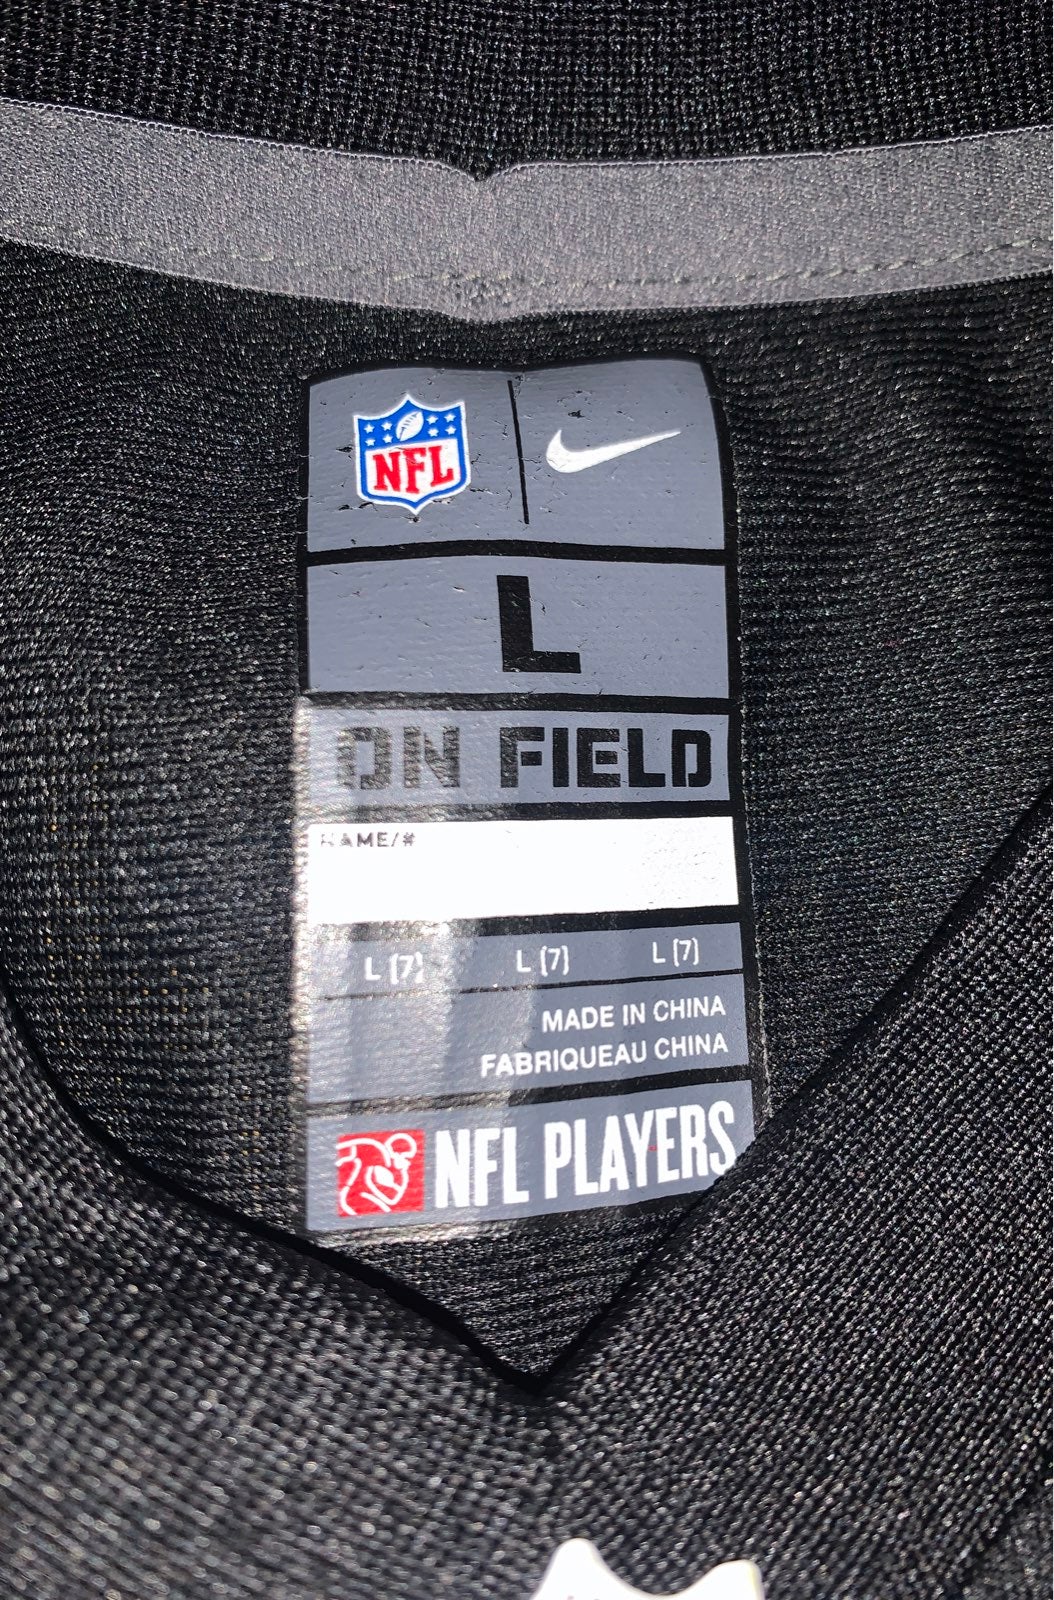 NFL
L
ON FIELD
NAME/#
L (7) L (7) L (7)
MADE IN CHINA
FABRIQUEAU CHINA
NFL PLAYERS